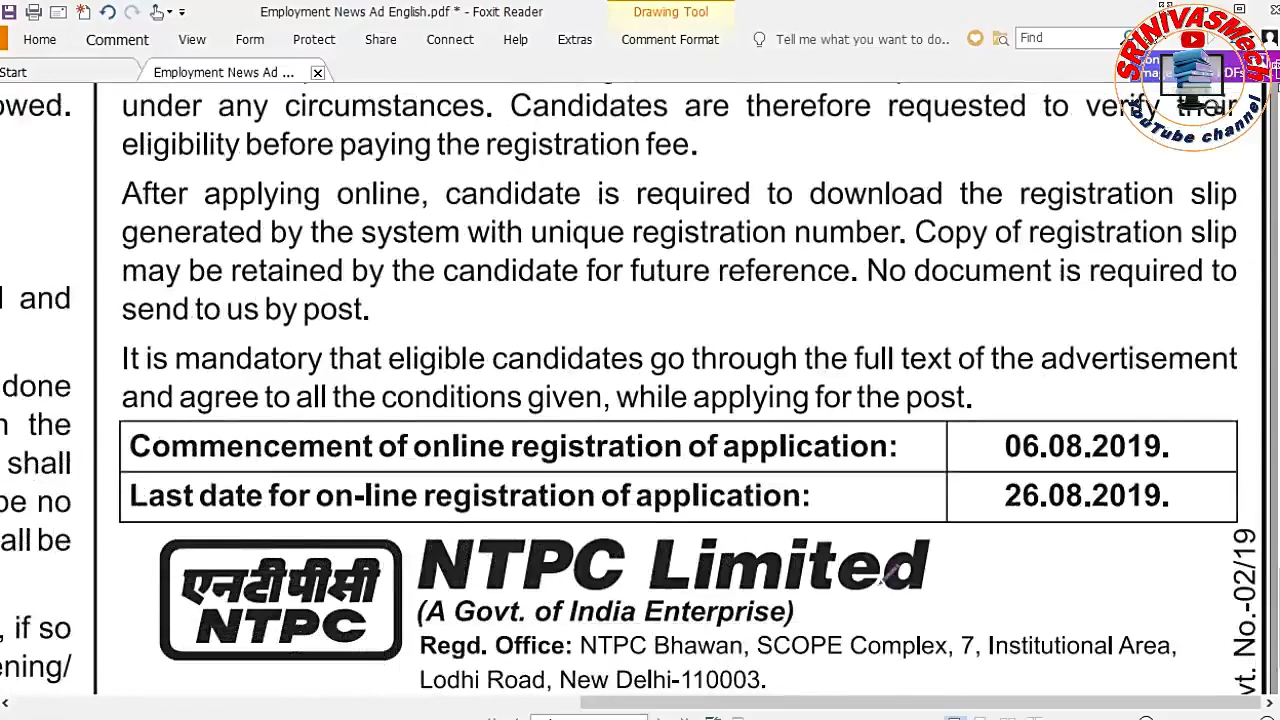 Employment News Ad English.pdf * - Foxit Reader
Drawing Tool
Home Comment View Form Protect Share Connect Help Extras Comment Format Tell me what you want to do.. Find
Start
Employment News Ad ...
SRINIVASMech
YouTube channel
owed.
under any circumstances. Candidates are therefore requested to verify their
eligibility before paying the registration fee.
After applying online, candidate is required to download the registration slip
generated by the system with unique registration number. Copy of registration slip
may be retained by the candidate for future reference. No document is required to
send to us by post.
and
It is mandatory that eligible candidates go through the full text of the advertisement
and agree to all the conditions given, while applying for the post.
done
the
shall
be no
all be
Commencement of online registration of application: 06.08.2019.
Last date for on-line registration of application: 26.08.2019.
एनटीपीसी
NTPC
NTPC Limited
(A Govt. of India Enterprise)
Regd. Office: NTPC Bhawan, SCOPE Complex, 7, Institutional Area,
Lodhi Road, New Delhi-110003.
, if so
ening/
vt. No.-02/19